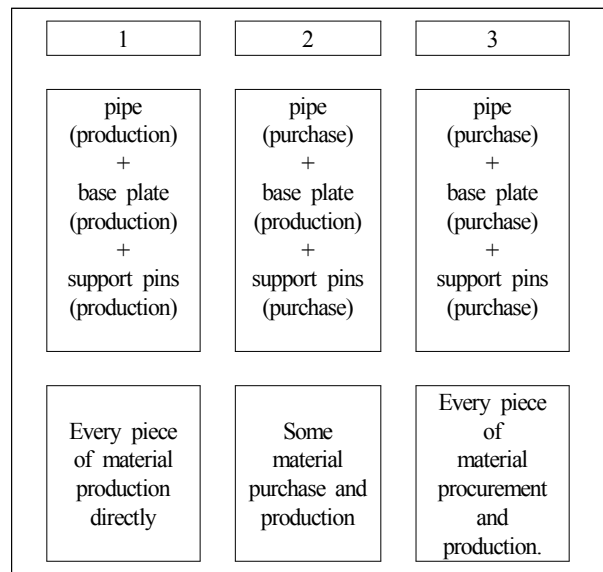 1
2
3
pipe
(production)
+
base plate
(production)
+
support pins
(production)
pipe
(purchase)
+
base plate
(production)
+
support pins
(purchase)
pipe
(purchase)
+
base plate
(purchase)
+
support pins
(purchase)
Every piece
of material
production
directly
Some
material
purchase and
production
Every piece
of
material
procurement
and
production.